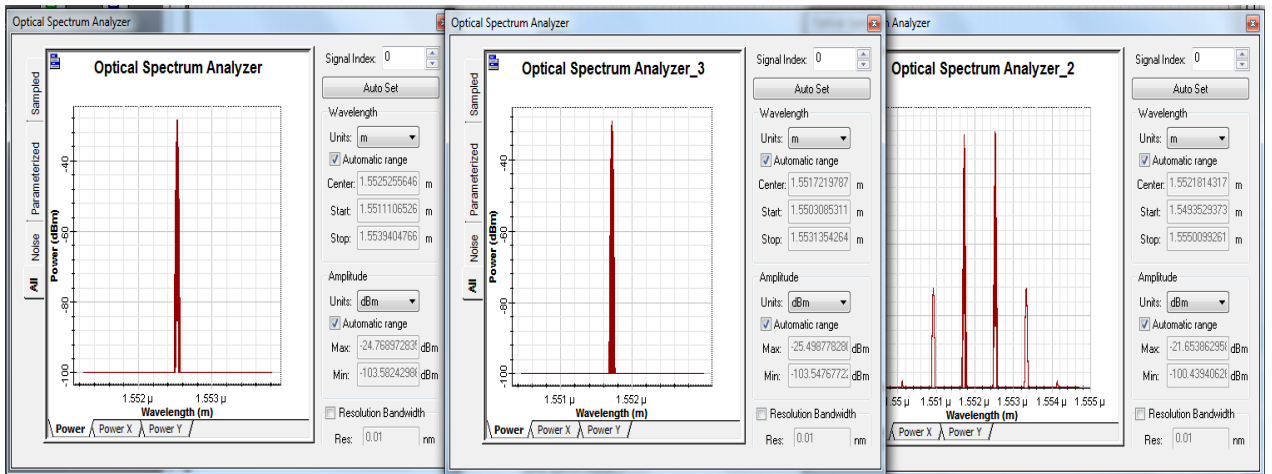 Optical Spectrum Analyzer
Sampled
Parameterized
Noise
All
Optical Spectrum Analyzer
Power (dBm)
-40
-60
-80
-100
1.552 µ
1.553 µ
Wavelength (m)
Power
Power X
Power Y
Signal Index: 0
Auto Set
Wavelength
Units: m
Automatic range
Center: 1.5525255646 m
Start: 1.5511106526 m
Stop: 1.5539404766 m
Amplitude
Units: dBm
Automatic range
Max: -24.76897283 dBm
Min: -103.5824298 dBm
Resolution Bandwidth
Res: 0.01 nm
Optical Spectrum Analyzer
Sampled
Parameterized
Noise
All
Optical Spectrum Analyzer_3
Power (dBm)
-40
-60
-80
-100
1.551 µ
1.552 µ
Wavelength (m)
Power
Power X
Power Y
Signal Index: 0
Auto Set
Wavelength
Units: m
Automatic range
Center: 1.5517219787 m
Start: 1.5503085311 m
Stop: 1.5531354264 m
Amplitude
Units: dBm
Automatic range
Max: -25.49877828 dBm
Min: -103.5476772 dBm
Resolution Bandwidth
Res: 0.01 nm
m Analyzer
Optical Spectrum Analyzer_2
1.55 µ 1.551 µ 1.552 µ 1.553 µ 1.554 µ 1.555 µ
Wavelength (m)
Power X
Power Y
Signal Index: 0
Auto Set
Wavelength
Units: m
Automatic range
Center: 1.5521814317 m
Start: 1.5493529373 m
Stop: 1.5550099261 m
Amplitude
Units: dBm
Automatic range
Max: -21.65386295 dBm
Min: -100.4394062 dBm
Resolution Bandwidth
Res: 0.01 nm